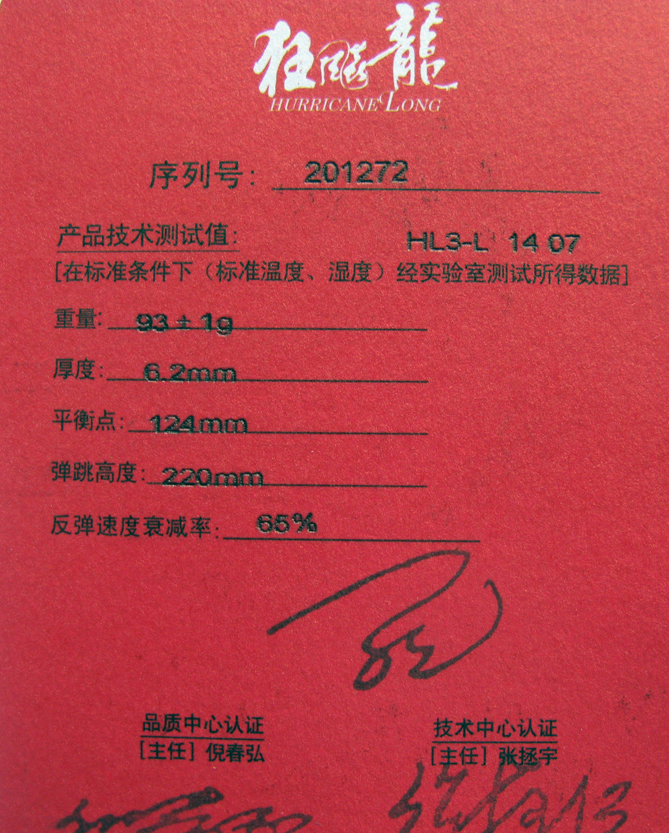 狂飚龍
HURRICANE LONG
序列号: 201272
产品技术测试值: HL3-L 14 07
[在标准条件下（标准温度、湿度）经实验室测试所得数据]
重量: 93±1g
厚度: 6.2mm
平衡点: 124mm
弹跳高度: 220mm
反弹速度衰减率: 65%
品质中心认证 技术中心认证
[主任] 倪春弘 [主任] 张拯宇